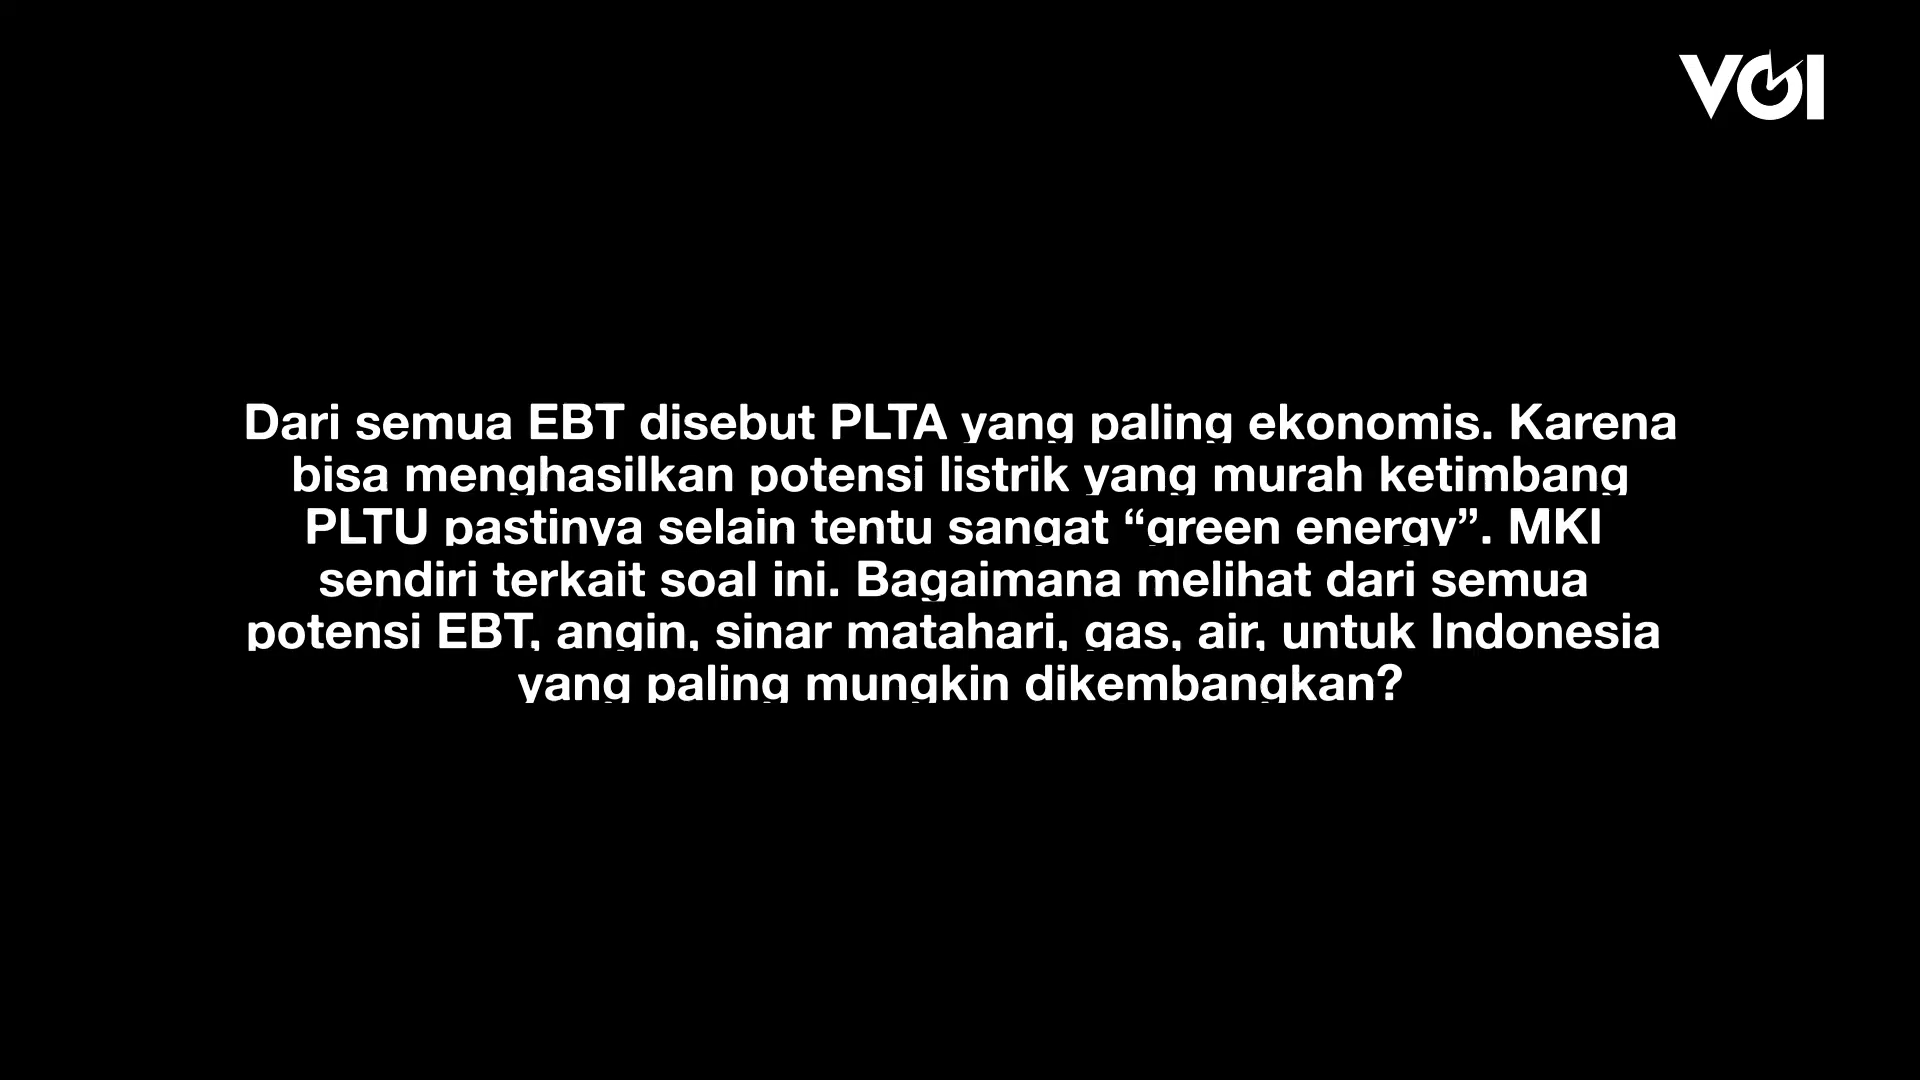 VOI
Dari semua EBT disebut PLTA yang paling ekonomis. Karena
bisa menghasilkan potensi listrik yang murah ketimbang
PLTU pastinya selain tentu sangat “green energy”. MKI
sendiri terkait soal ini. Bagaimana melihat dari semua
potensi EBT, angin, sinar matahari, gas, air, untuk Indonesia
yang paling mungkin dikembangkan?